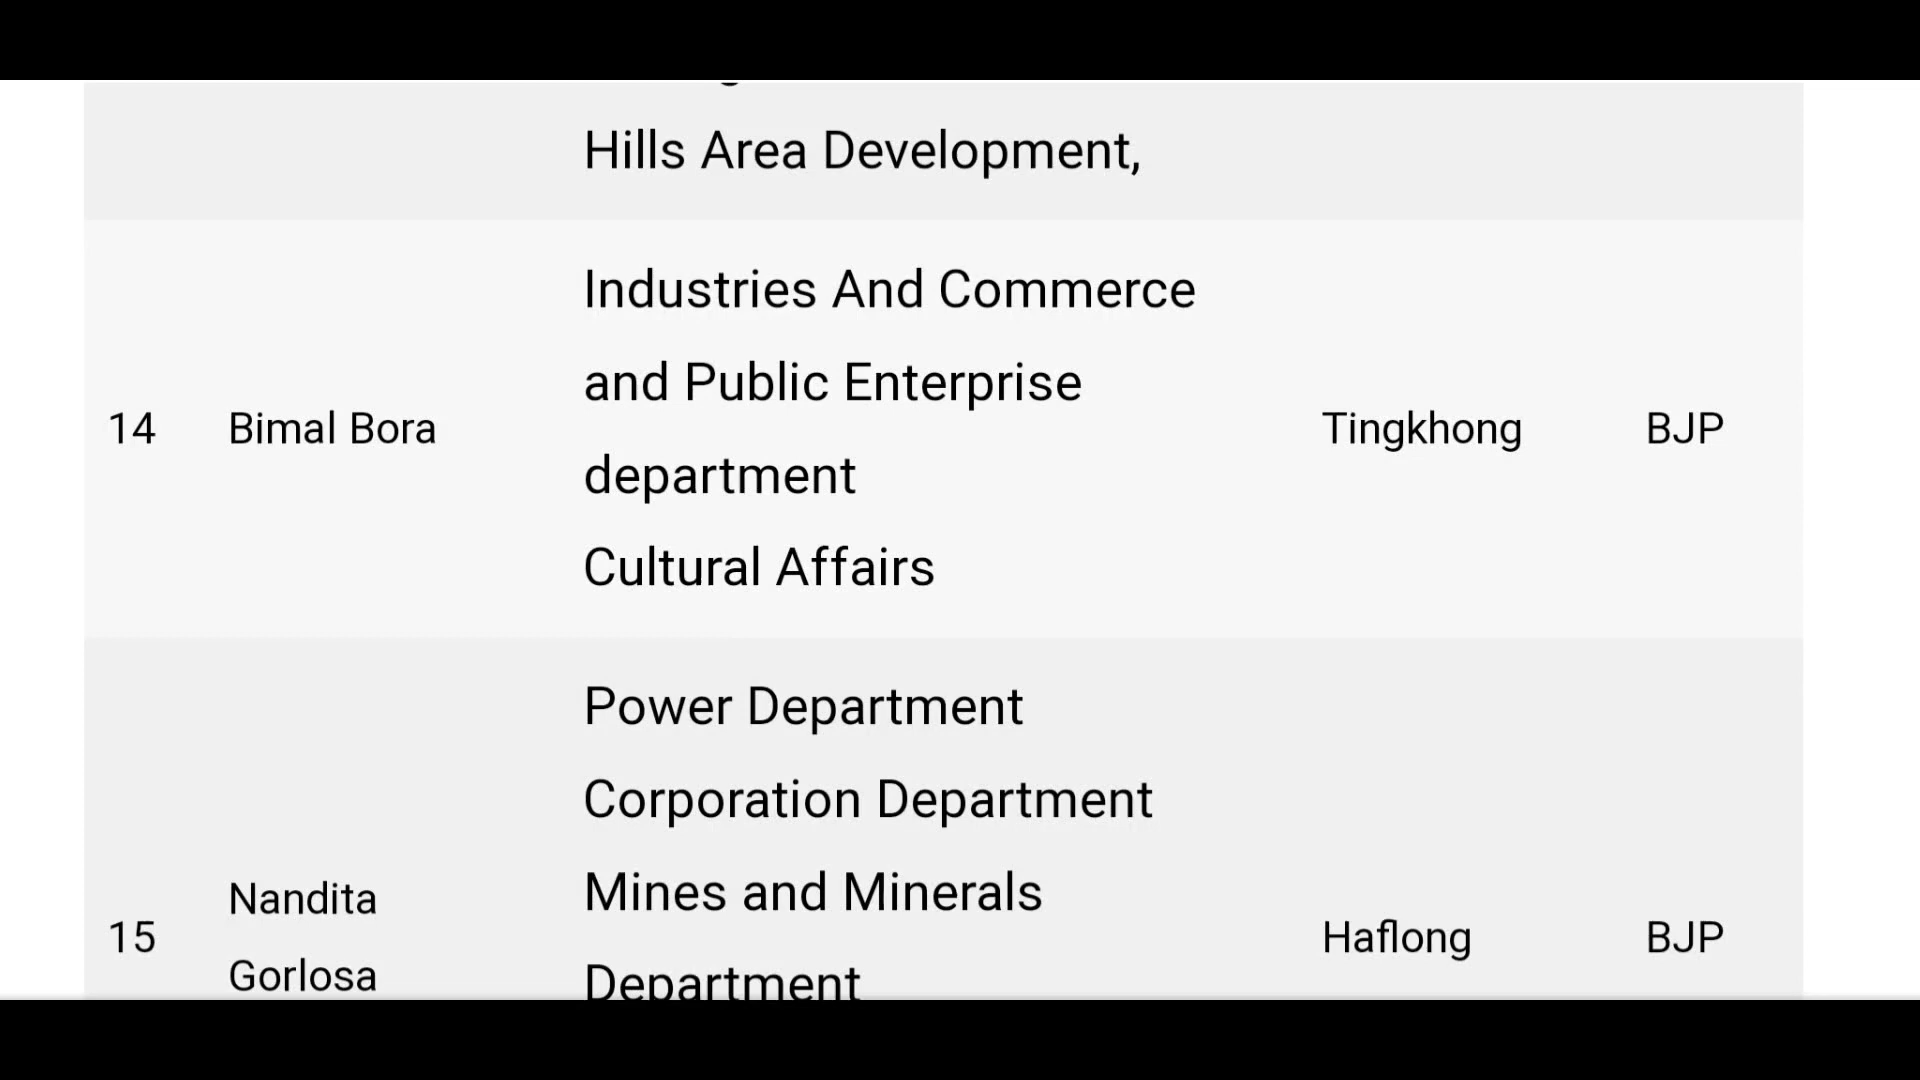 Hills Area Development,
Industries And Commerce
and Public Enterprise
14 Bimal Bora Tingkhong BJP
department
Cultural Affairs
Power Department
Corporation Department
Mines and Minerals
Nandita
15 Haflong BJP
Gorlosa
Department